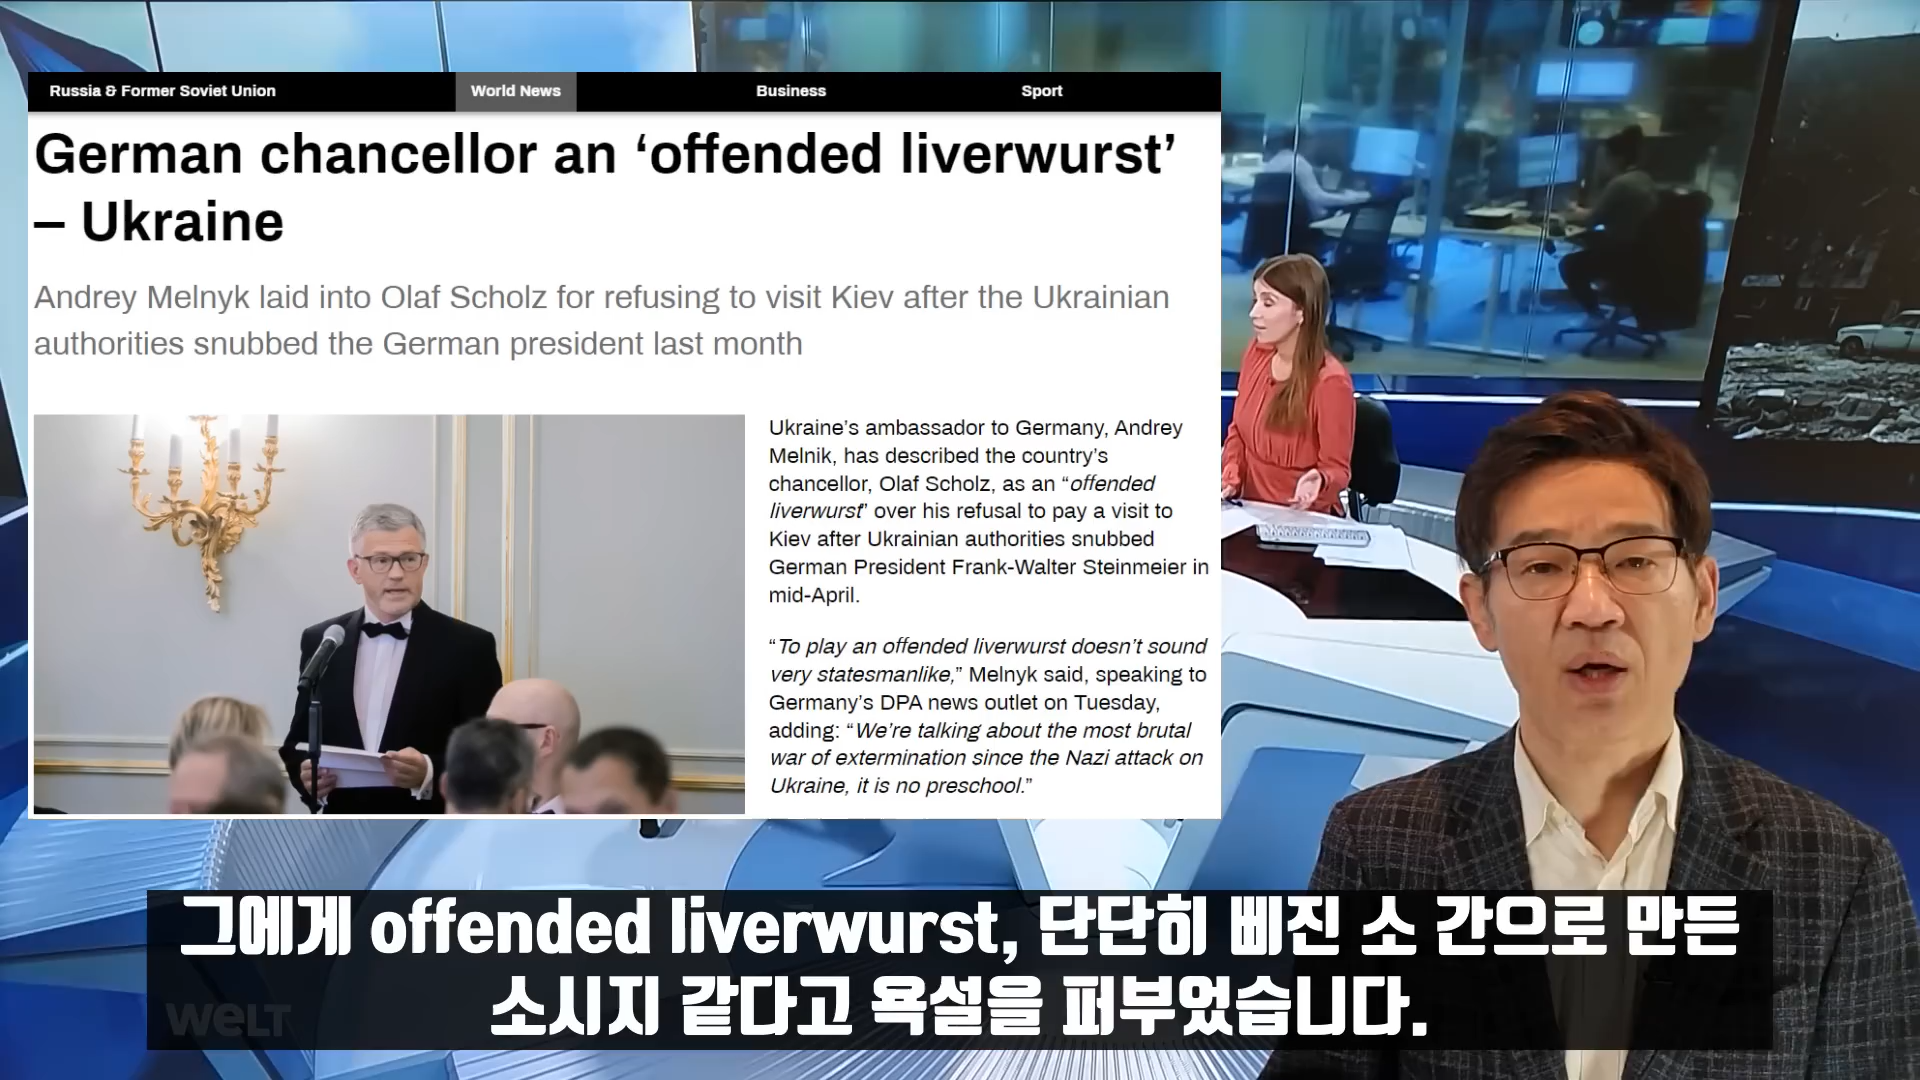 Russia & Former Soviet Union World News Business Sport
German chancellor an ‘offended liverwurst’
– Ukraine
Andrey Melnyk laid into Olaf Scholz for refusing to visit Kiev after the Ukrainian
authorities snubbed the German president last month
Ukraine’s ambassador to Germany, Andrey
Melnik, has described the country’s
chancellor, Olaf Scholz, as an “offended
liverwurst” over his refusal to pay a visit to
Kiev after Ukrainian authorities snubbed
German President Frank-Walter Steinmeier in
mid-April.
“To play an offended liverwurst doesn’t sound
very statesmanlike,” Melnyk said, speaking to
Germany’s DPA news outlet on Tuesday,
adding: “We’re talking about the most brutal
war of extermination since the Nazi attack on
Ukraine, it is no preschool.”
그에게 offended liverwurst, 단단히 삐진 소 간으로 만든
소시지 같다고 욕설을 퍼부었습니다.
WELT